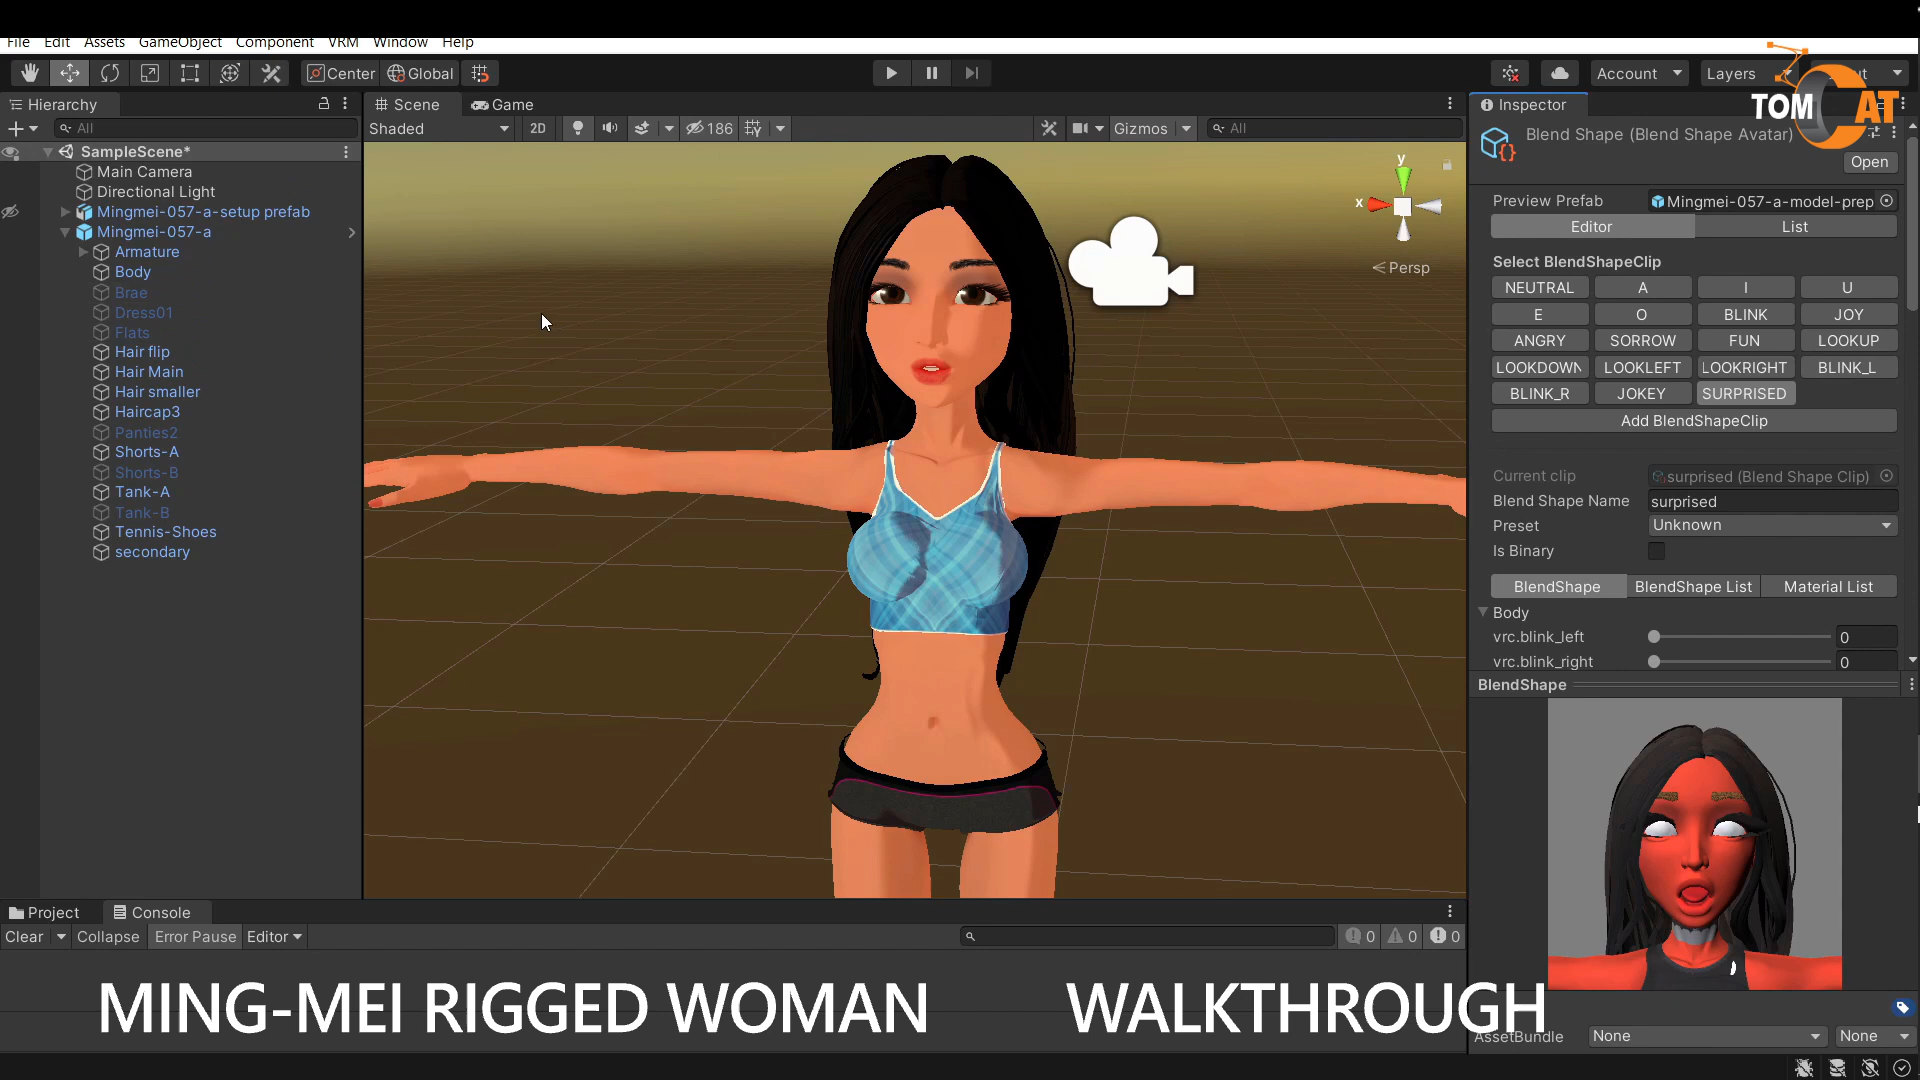 File Edit Assets GameObject Component VRM Window Help
Center Global Account Layers
TOMCAT
Hierarchy Scene Game Inspector
All Shaded 2D 186 Gizmos All
Blend Shape (Blend Shape Avatar)
Open
SampleScene*
Main Camera
Directional Light
Mingmei-057-a-setup prefab
Mingmei-057-a
Armature
Body
Brae
Dress01
Flats
Hair flip
Hair Main
Hair smaller
Haircap3
Panties2
Shorts-A
Shorts-B
Tank-A
Tank-B
Tennis-Shoes
secondary
y
x
Persp
Preview Prefab Mingmei-057-a-model-prep
Editor List
Select BlendShapeClip
NEUTRAL A I U
E O BLINK JOY
ANGRY SORROW FUN LOOKUP
LOOKDOWN LOOKLEFT LOOKRIGHT BLINK_L
BLINK_R JOKEY SURPRISED
Add BlendShapeClip
Current clip surprised (Blend Shape Clip)
Blend Shape Name surprised
Preset Unknown
Is Binary
BlendShape BlendShape List Material List
Body
vrc.blink_left 0
vrc.blink_right 0
BlendShape
Project Console
Clear Collapse Error Pause Editor 0 0 0
MING-MEI RIGGED WOMAN WALKTHROUGH
AssetBundle None None